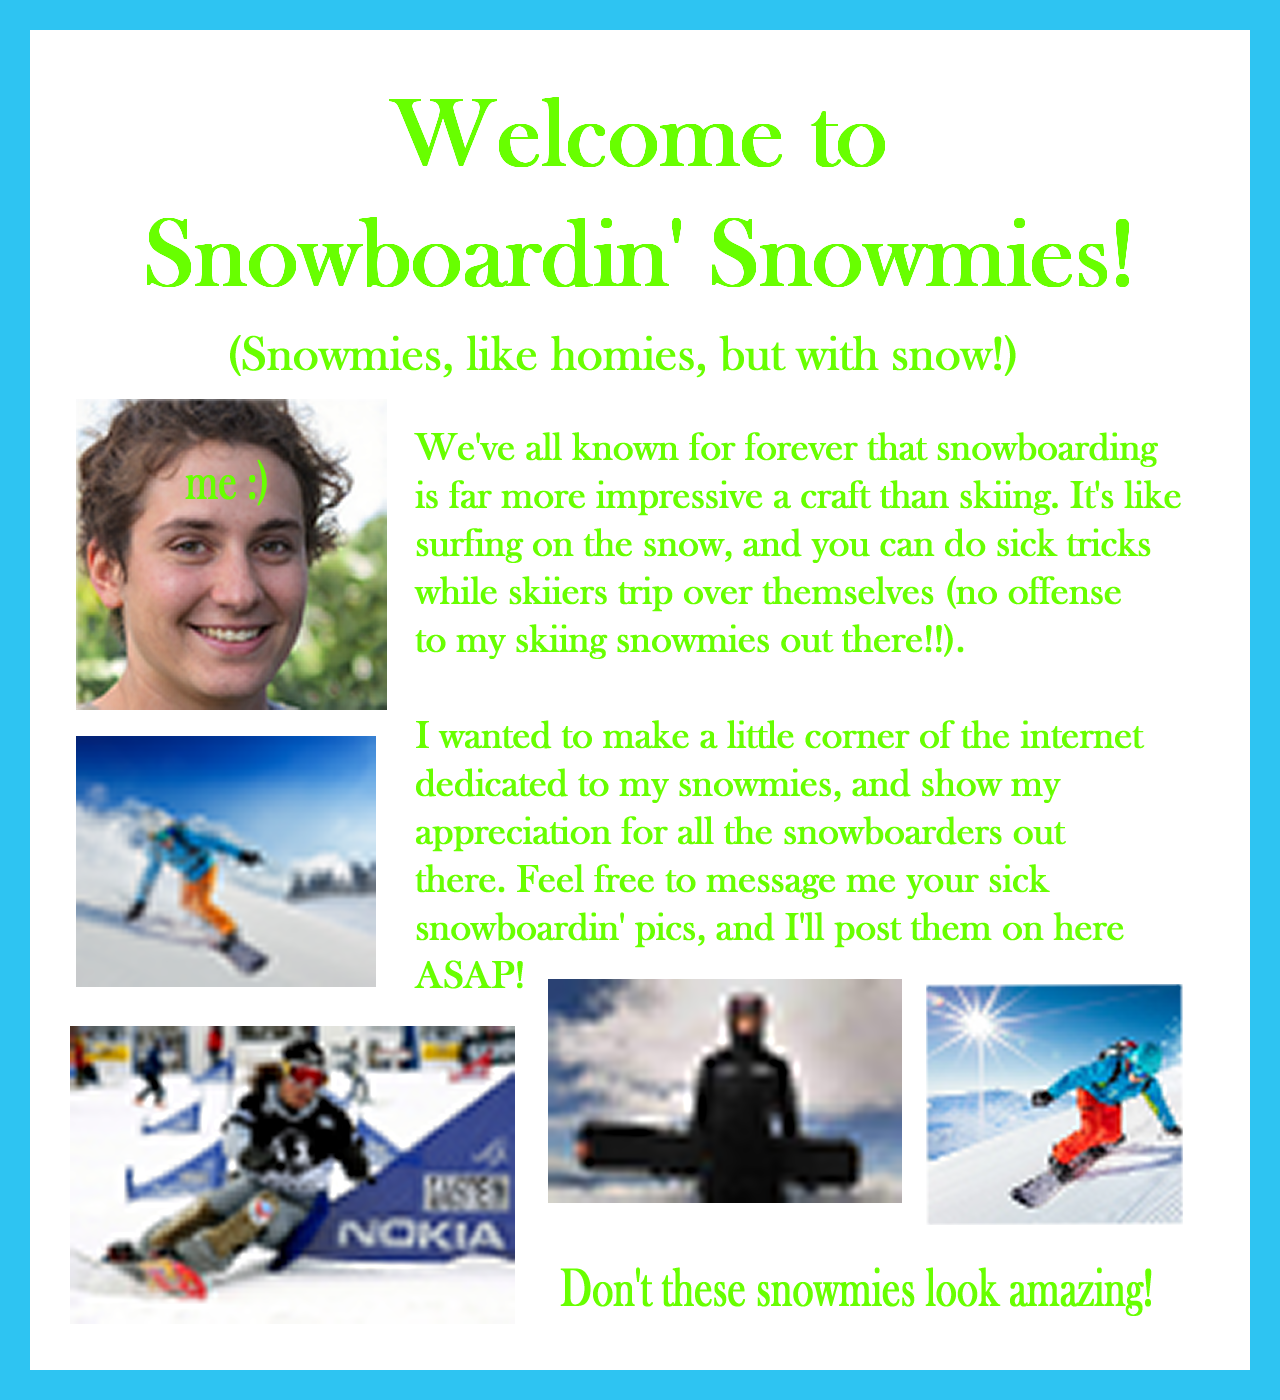 Welcome to
Snowboardin' Snowmies!
(Snowmies, like homies, but with snow!)
me :)
We've all known for forever that snowboarding
is far more impressive a craft than skiing. It's like
surfing on the snow, and you can do sick tricks
while skiiers trip over themselves (no offense
to my skiing snowmies out there!!).
I wanted to make a little corner of the internet
dedicated to my snowmies, and show my
appreciation for all the snowboarders out
there. Feel free to message me your sick
snowboardin' pics, and I'll post them on here
ASAP!
13
NOKIA
Don't these snowmies look amazing!